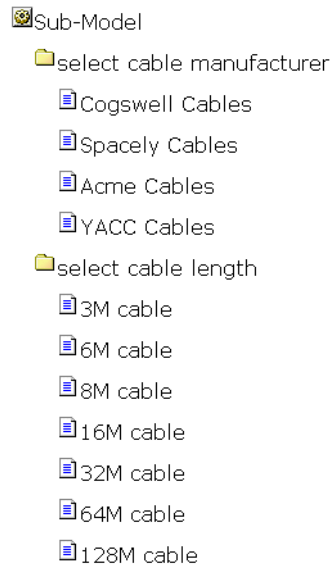 Sub-Model
select cable manufacturer
Cogswell Cables
Spacely Cables
Acme Cables
YACC Cables
select cable length
3M cable
6M cable
8M cable
16M cable
32M cable
64M cable
128M cable